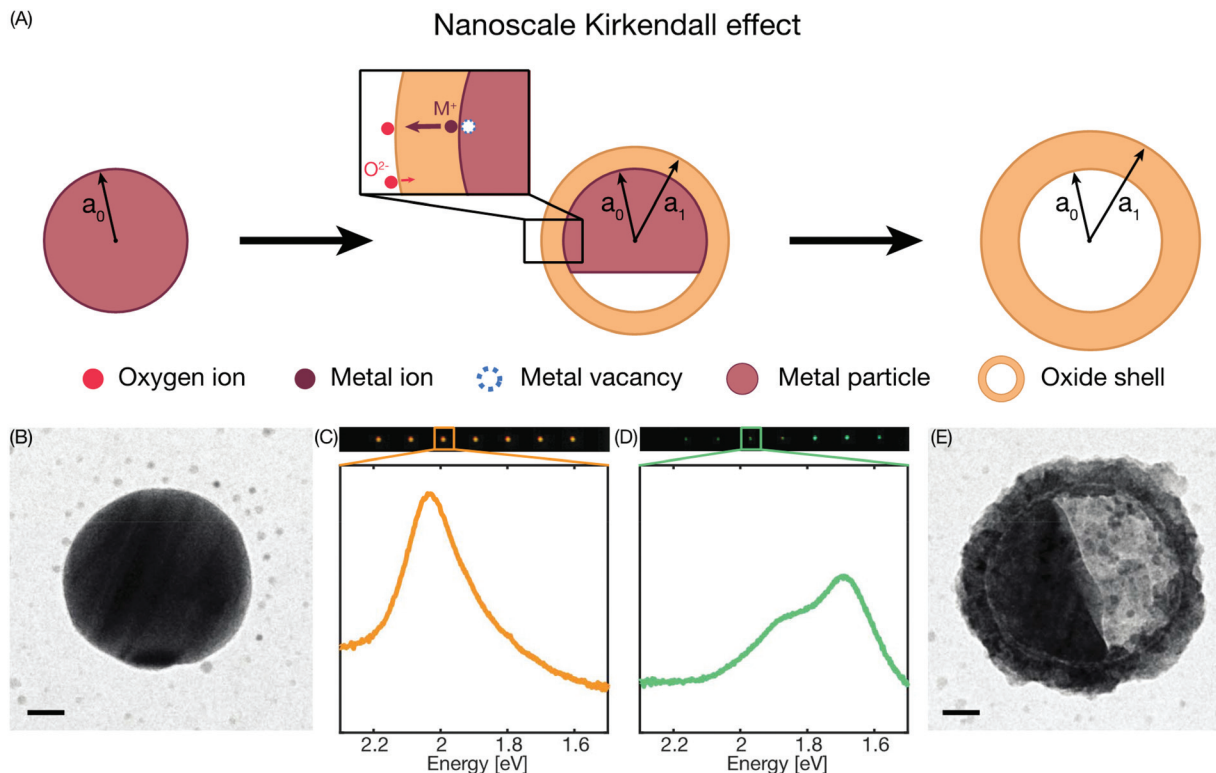 (A)
Nanoscale Kirkendall effect
M⁺
O²⁻
a₀
a₀
a₁
a₀
a₁
Oxygen ion
Metal ion
Metal vacancy
Metal particle
Oxide shell
(B)
(C)
(D)
(E)
2.2 2 1.8 1.6
Energy [eV]
2.2 2 1.8 1.6
Energy [eV]